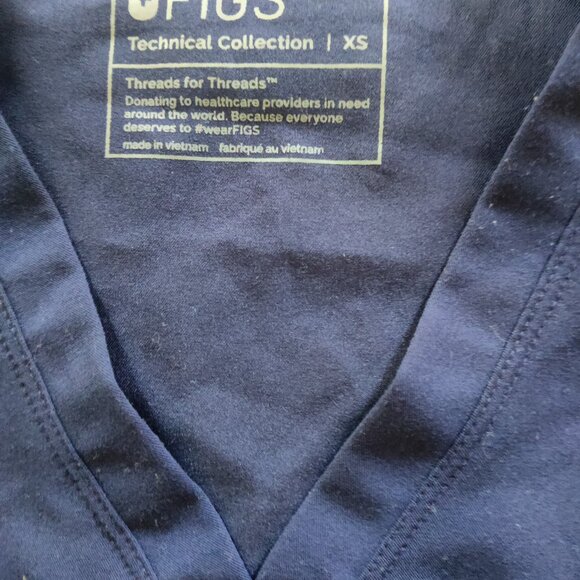 FIGS
Technical Collection | XS
Threads for Threads™
Donating to healthcare providers in need
around the world. Because everyone
deserves to #wearFIGS
made in vietnam fabriqué au vietnam